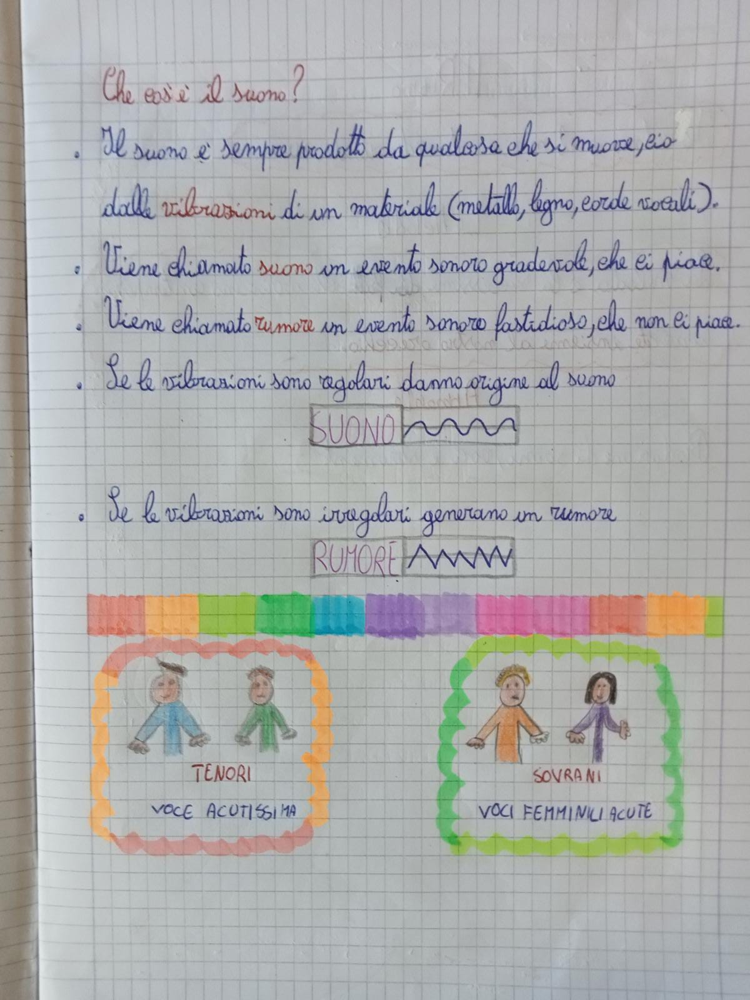 Che cos'è il suono?
• Il suono è sempre prodotto da qualcosa che si muove, cio
dalle vibrazioni di un materiale (metallo, legno, corde vocali).
• Viene chiamato suono un evento sonoro gradevole, che ci piace.
• Viene chiamato rumore un evento sonoro fastidioso, che non ci piace.
• Se le vibrazioni sono regolari danno origine al suono
SUONO
• Se le vibrazioni sono irregolari generano un rumore
RUMORE
TENORI
VOCE ACUTISSIMA
SOVRANI
VOCI FEMMINILI ACUTE